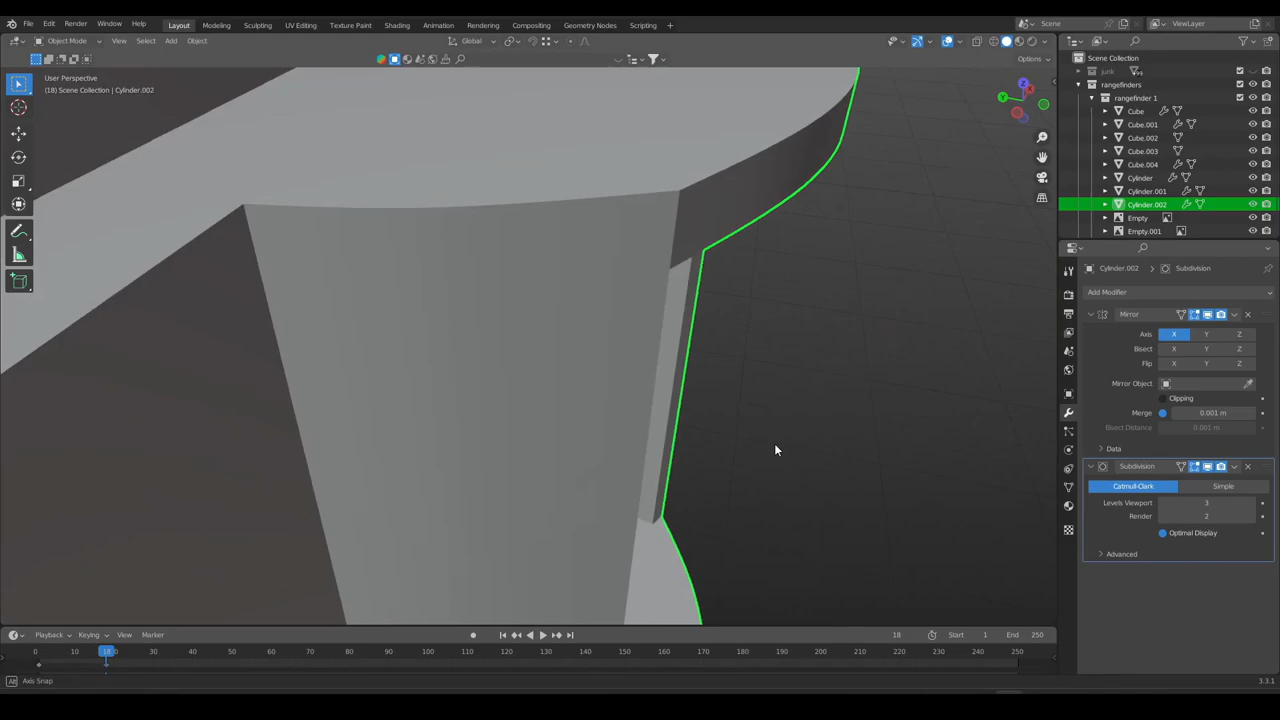 File Edit Render Window Help Layout Modeling Sculpting UV Editing Texture Paint Shading Animation Rendering Compositing Geometry Nodes Scripting + Scene ViewLayer
Object Mode View Select Add Object Global
Options
User Perspective
(18) Scene Collection | Cylinder.002
Z
Y
X
Scene Collection
junk
rangefinders
rangefinder 1
Cube
Cube.001
Cube.002
Cube.003
Cube.004
Cylinder
Cylinder.001
Cylinder.002
Empty
Empty.001
Cylinder.002 > Subdivision
Add Modifier
Mirror
Axis X Y Z
Bisect X Y Z
Flip X Y Z
Mirror Object
Clipping
Merge 0.001 m
Bisect Distance 0.001 m
Data
Subdivision
Catmull-Clark Simple
Levels Viewport 3
Render 2
Optimal Display
Advanced
Playback Keying View Marker 18 Start 1 End 250
0 10 18 20 30 40 50 60 70 80 90 100 110 120 130 140 150 160 170 180 190 200 210 220 230 240 250
Alt Axis Snap 3.3.1